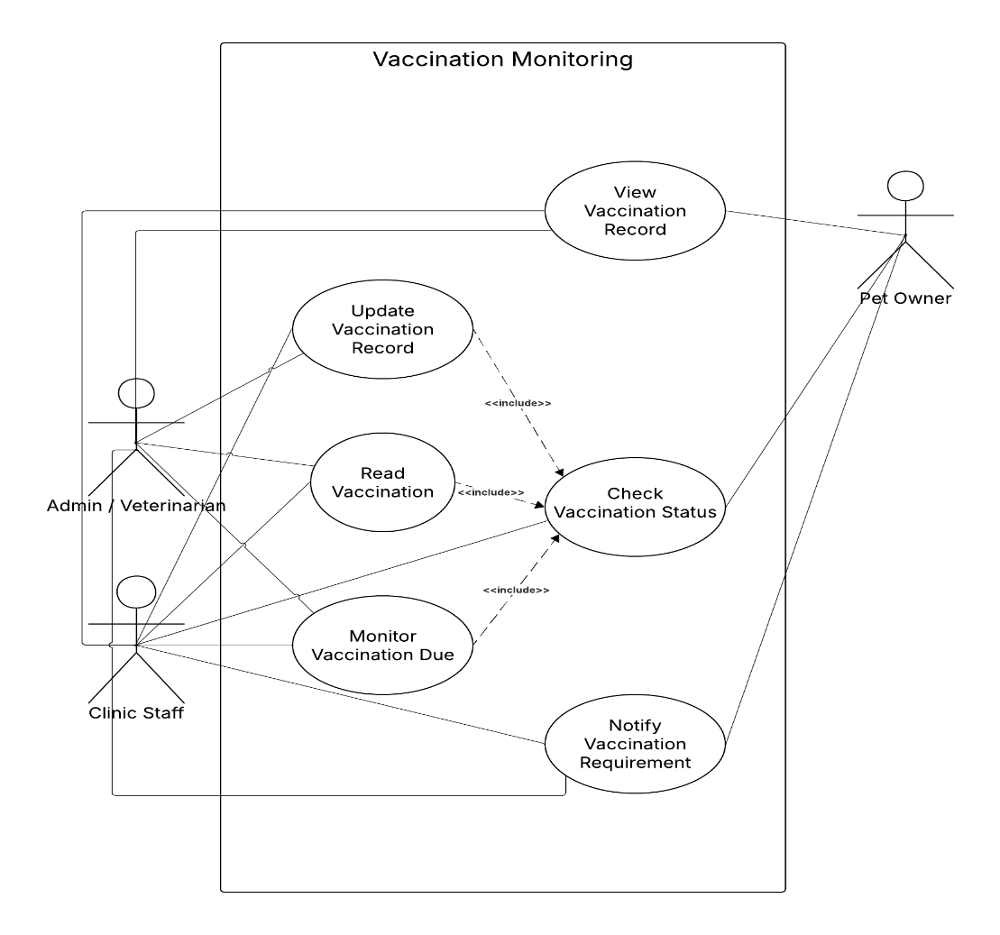 Vaccination Monitoring
View
Vaccination
Record
Pet Owner
Update
Vaccination
Record
<<include>>
Admin / Veterinarian
Read
Vaccination
<<include>>
Check
Vaccination Status
<<include>>
Clinic Staff
Monitor
Vaccination Due
Notify
Vaccination
Requirement